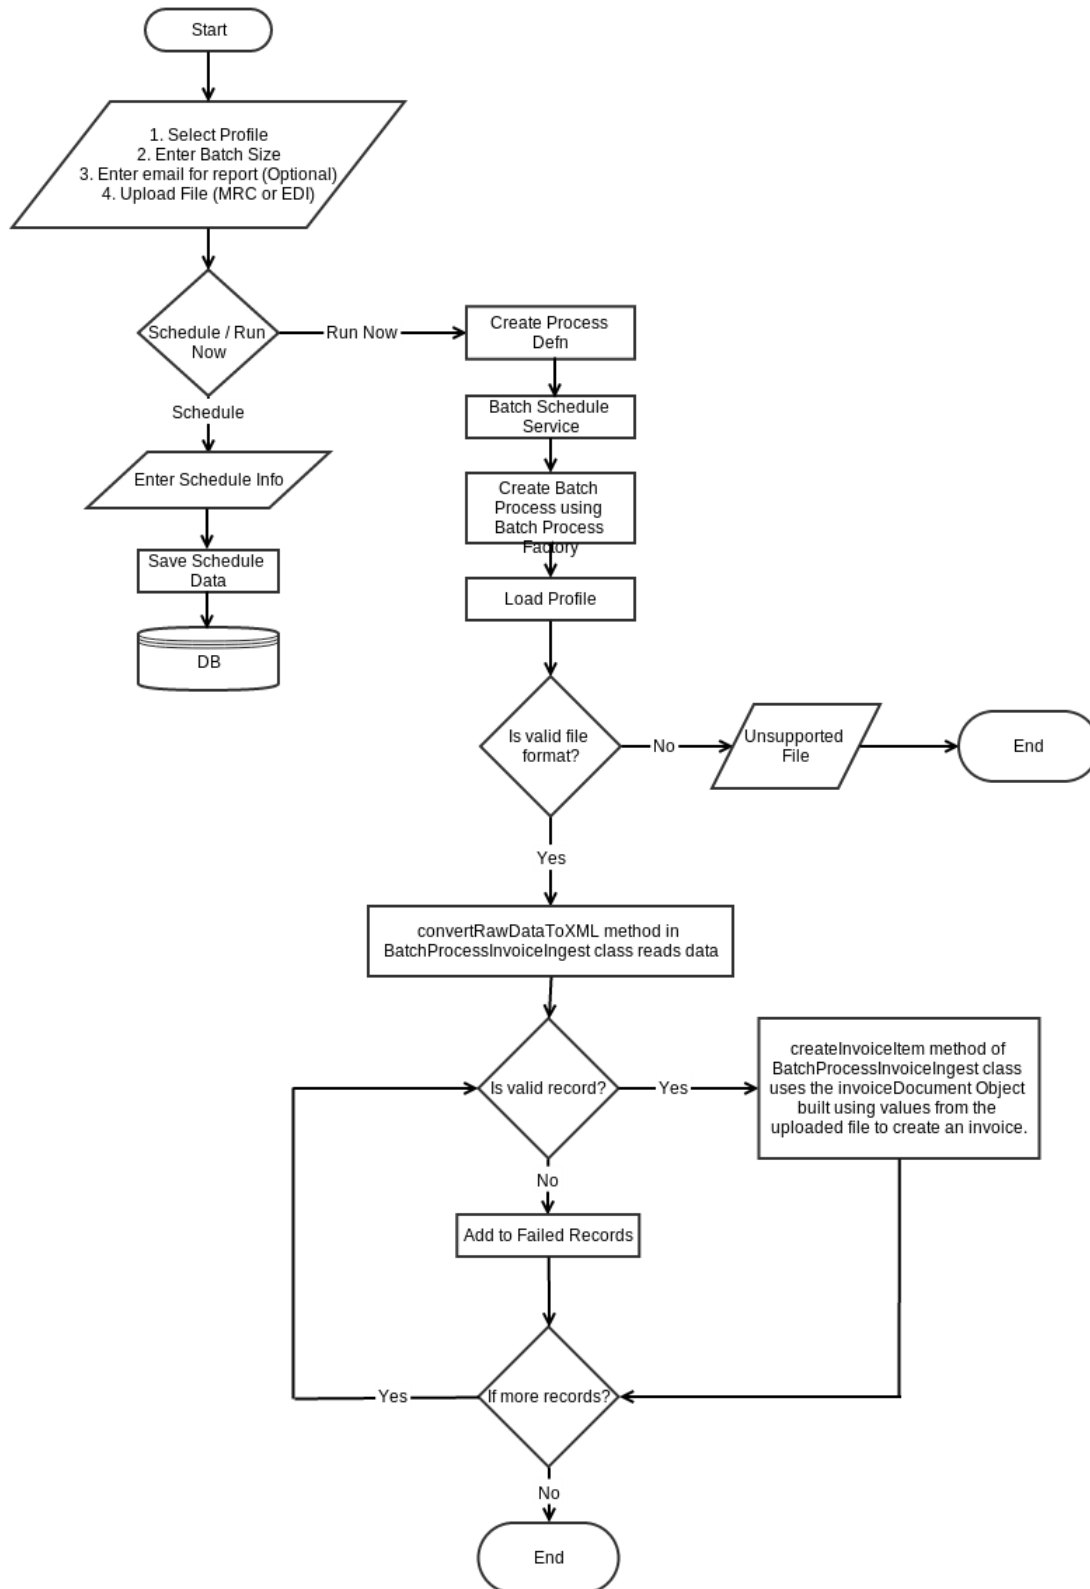 Start
1. Select Profile
2. Enter Batch Size
3. Enter email for report (Optional)
4. Upload File (MRC or EDI)
Schedule / Run
Now
Run Now
Create Process
Defn
Schedule
Batch Schedule
Service
Enter Schedule Info
Create Batch
Process using
Batch Process
Factory
Save Schedule
Data
Load Profile
DB
Is valid file
format?
No
Unsupported
File
End
Yes
convertRawDataToXML method in
BatchProcessInvoiceIngest class reads data
Is valid record?
Yes
createInvoiceItem method of
BatchProcessInvoiceIngest class
uses the invoiceDocument Object
built using values from the
uploaded file to create an invoice.
No
Add to Failed Records
If more records?
Yes
No
End